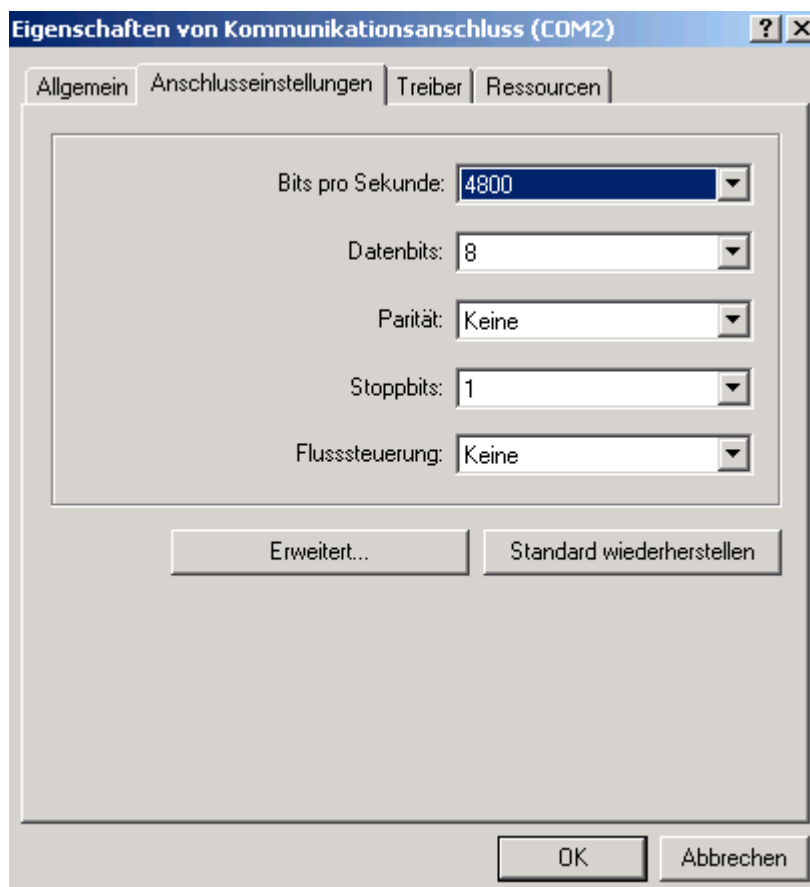 Eigenschaften von Kommunikationsanschluss (COM2)
Allgemein Anschlusseinstellungen Treiber Ressourcen
Bits pro Sekunde: 4800
Datenbits: 8
Parität: Keine
Stoppbits: 1
Flusssteuerung: Keine
Erweitert... Standard wiederherstellen
OK Abbrechen